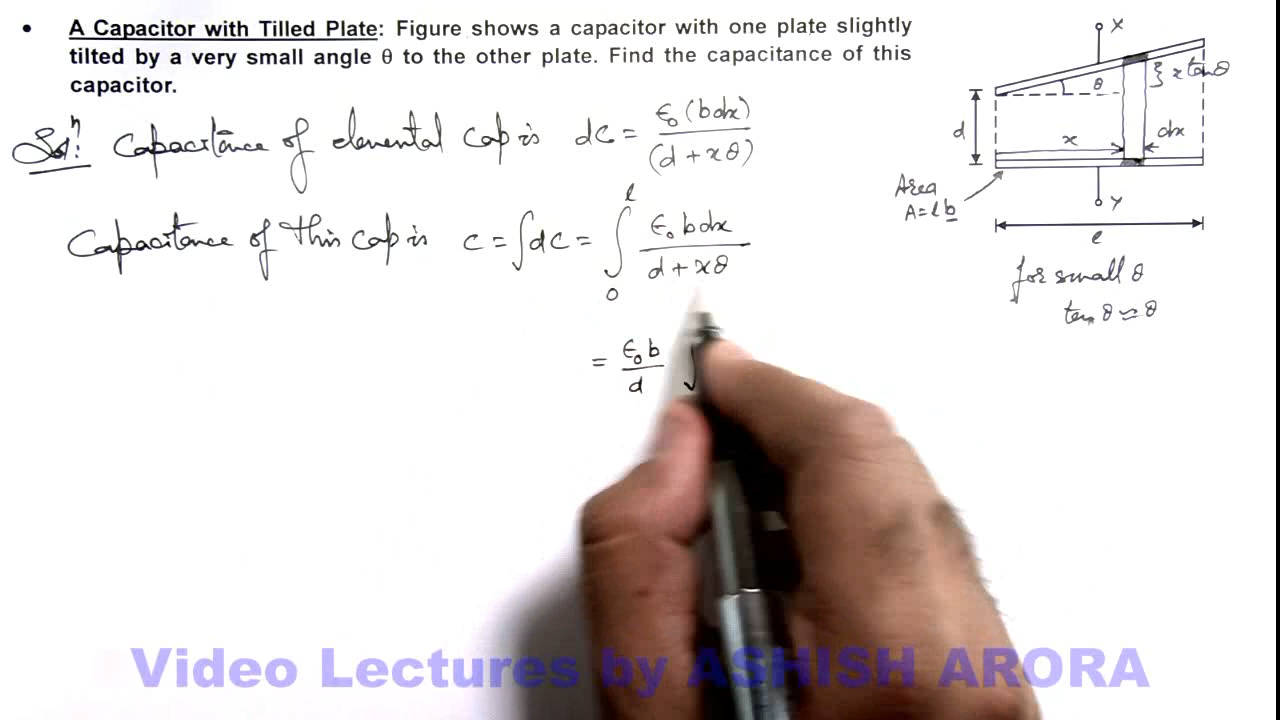 • A Capacitor with Tilled Plate: Figure shows a capacitor with one plate slightly
tilted by a very small angle θ to the other plate. Find the capacitance of this
capacitor.
Solⁿ: Capacitance of elemental cap is dC = ε₀(bdx)/(d + xθ)
Capacitance of this cap is C = ∫dC = ∫₀ˡ ε₀bdx/(d + xθ)
= ε₀b/d ∫
X
} x tanθ
θ
d
x
dx
Area
A = lb
Y
l
for small θ
tan θ ≃ θ
Video Lectures by ASHISH ARORA